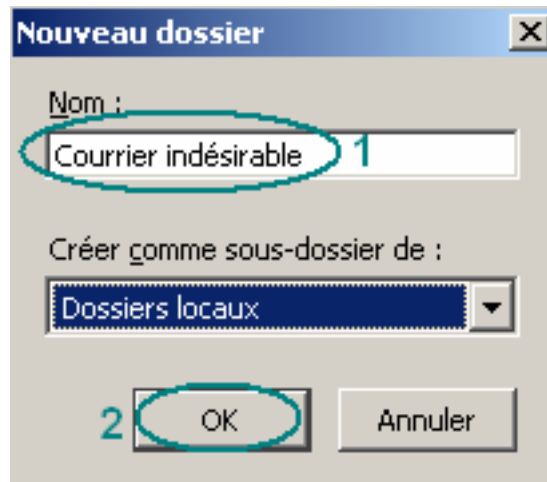 Nouveau dossier
Nom :
Courrier indésirable 1
Créer comme sous-dossier de :
Dossiers locaux
2 OK Annuler